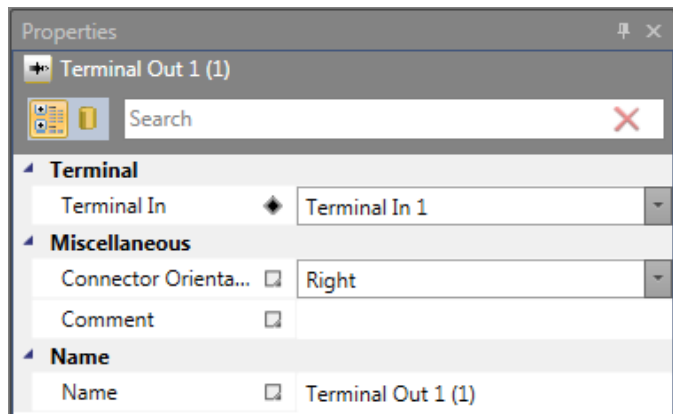 Properties
Terminal Out 1 (1)
Search
Terminal
Terminal In Terminal In 1
Miscellaneous
Connector Orienta... Right
Comment
Name
Name Terminal Out 1 (1)